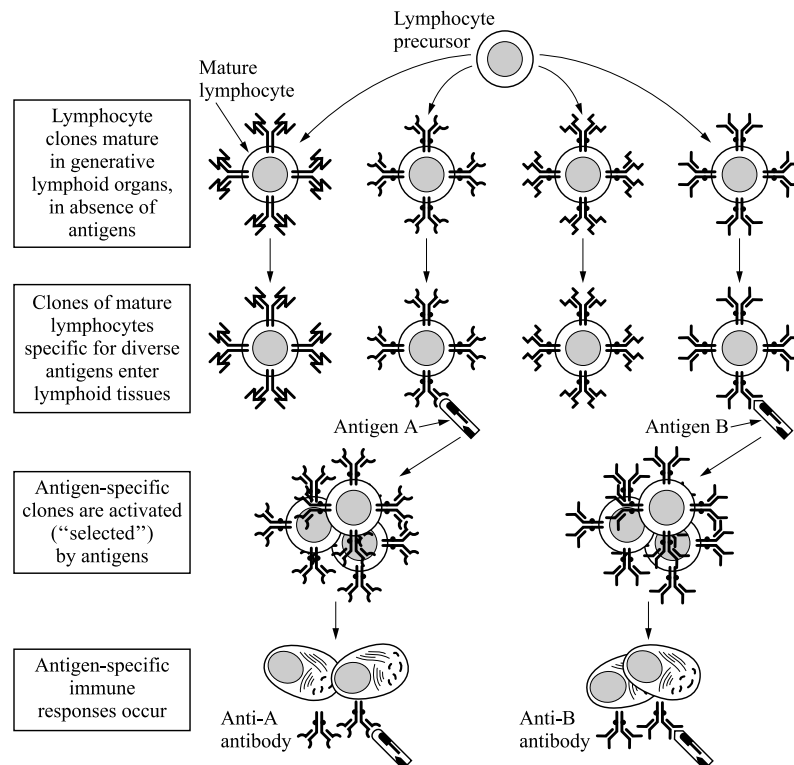 Lymphocyte
precursor
Mature
lymphocyte
Lymphocyte
clones mature
in generative
lymphoid organs,
in absence of
antigens
Clones of mature
lymphocytes
specific for diverse
antigens enter
lymphoid tissues
Antigen A
Antigen B
Antigen-specific
clones are activated
(“selected”)
by antigens
Antigen-specific
immune
responses occur
Anti-A
antibody
Anti-B
antibody